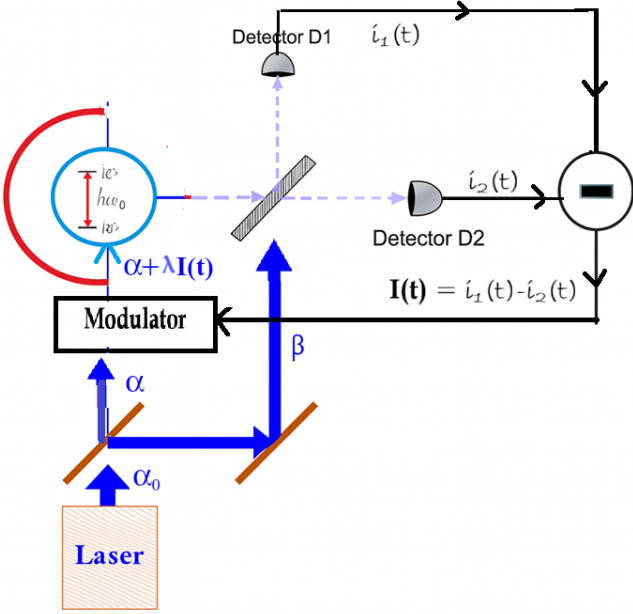 Detector D1
i₁(t)
|e>
ħω₀
i₂(t)
Detector D2
α+λI(t)
I(t) = i₁(t)-i₂(t)
Modulator
β
α
α₀
Laser